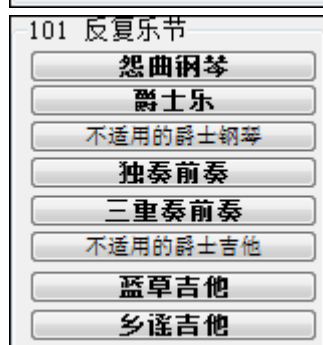 101 反复乐节
怨曲钢琴
爵士乐
不适用的爵士钢琴
独奏前奏
三重奏前奏
不适用的爵士吉他
蓝草吉他
乡谣吉他